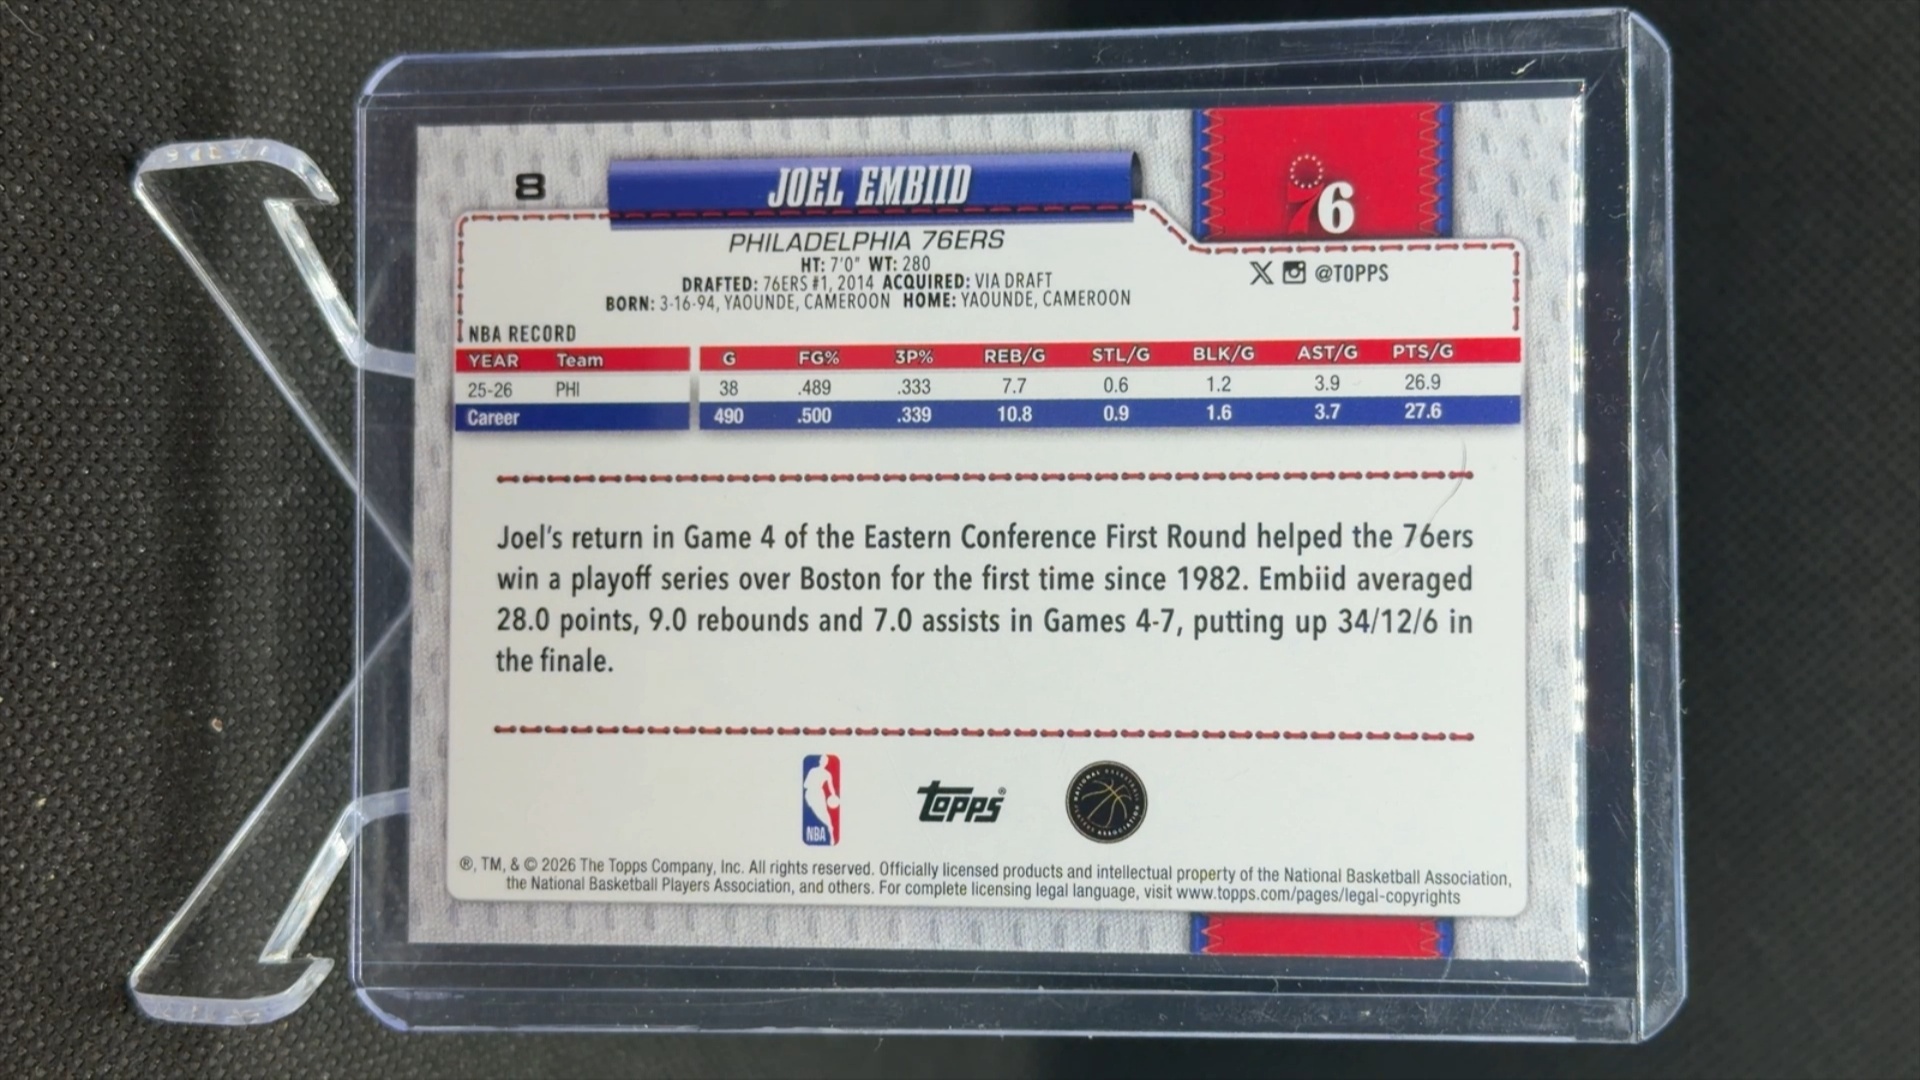 8
JOEL EMBIID
76
PHILADELPHIA 76ERS
HT: 7'0" WT: 280
DRAFTED: 76ERS #1, 2014 ACQUIRED: VIA DRAFT
BORN: 3-16-94, YAOUNDE, CAMEROON HOME: YAOUNDE, CAMEROON
@TOPPS
NBA RECORD
YEAR Team G FG% 3P% REB/G STL/G BLK/G AST/G PTS/G
25-26 PHI 38 .489 .333 7.7 0.6 1.2 3.9 26.9
Career 490 .500 .339 10.8 0.9 1.6 3.7 27.6
Joel's return in Game 4 of the Eastern Conference First Round helped the 76ers
win a playoff series over Boston for the first time since 1982. Embiid averaged
28.0 points, 9.0 rebounds and 7.0 assists in Games 4-7, putting up 34/12/6 in
the finale.
NBA
topps®
NATIONAL BASKETBALL PLAYERS ASSOCIATION
®, TM, & © 2026 The Topps Company, Inc. All rights reserved. Officially licensed products and intellectual property of the National Basketball Association,
the National Basketball Players Association, and others. For complete licensing legal language, visit www.topps.com/pages/legal-copyrights